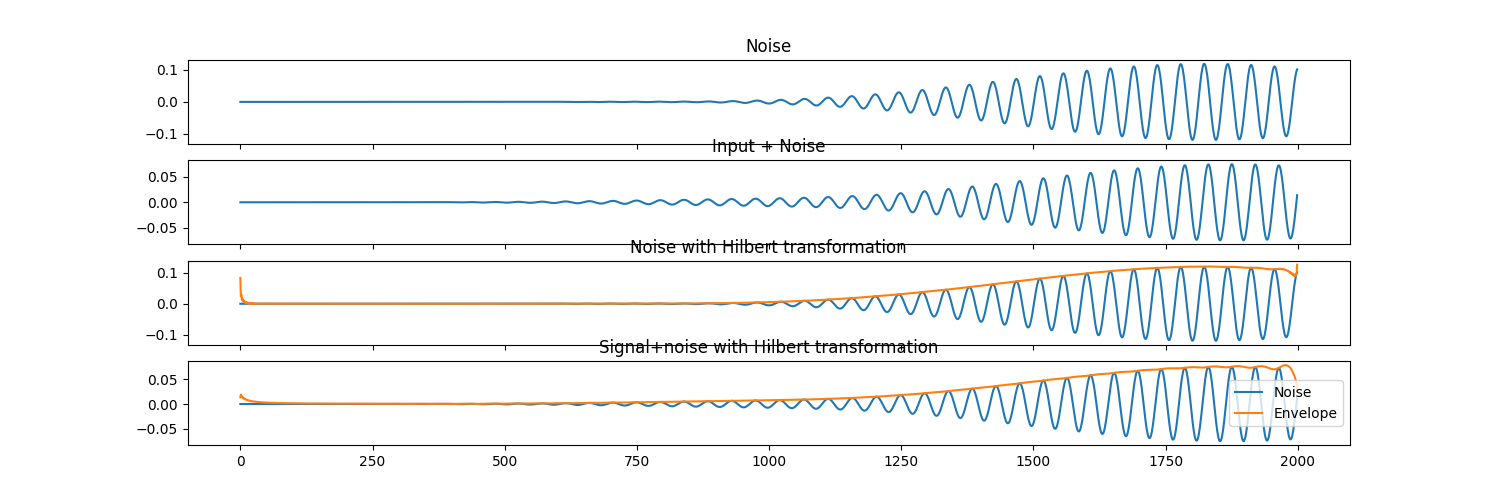 Noise
0.1
0.0
−0.1
Input + Noise
0.05
0.00
−0.05
Noise with Hilbert transformation
0.1
0.0
−0.1
Signal+noise with Hilbert transformation
0.05
0.00
−0.05
Noise
Envelope
0 250 500 750 1000 1250 1500 1750 2000